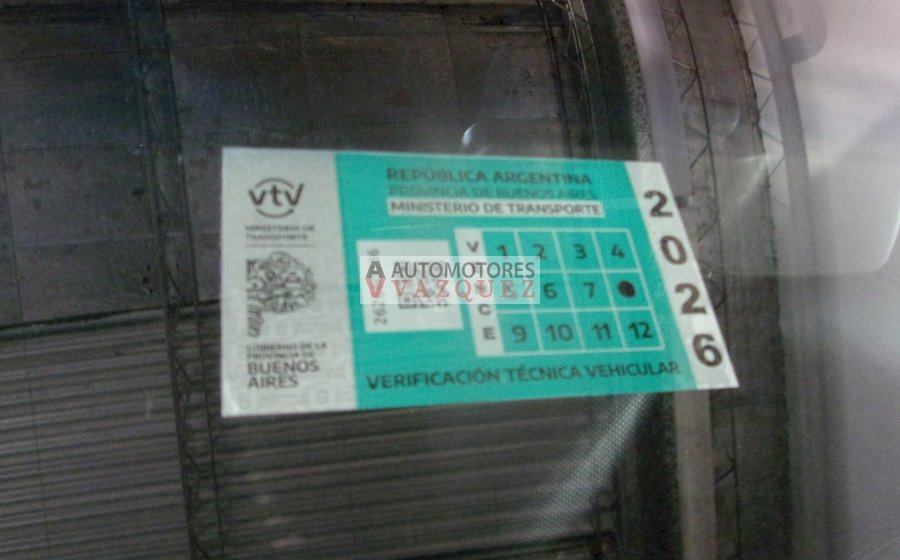 vtv
MINISTERIO DE
TRANSPORTE
GOBIERNO DE LA
PROVINCIA DE
BUENOS
AIRES
REPÚBLICA ARGENTINA
PROVINCIA DE BUENOS AIRES
MINISTERIO DE TRANSPORTE
V
1 2 3 4
6 7
C
E
9 10 11 12
VERIFICACIÓN TÉCNICA VEHICULAR
2026
A AUTOMOTORES
V VAZQUEZ